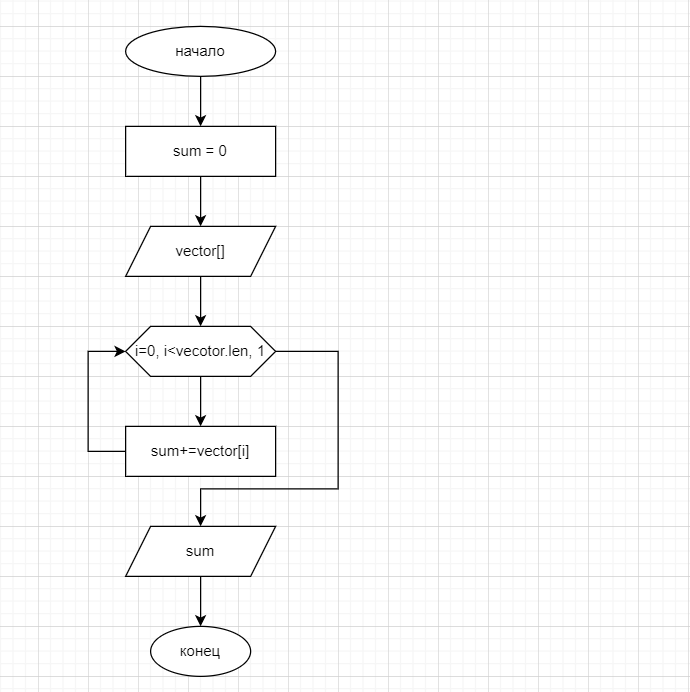 начало
sum = 0
vector[]
i=0, i<vecotor.len, 1
sum+=vector[i]
sum
конец